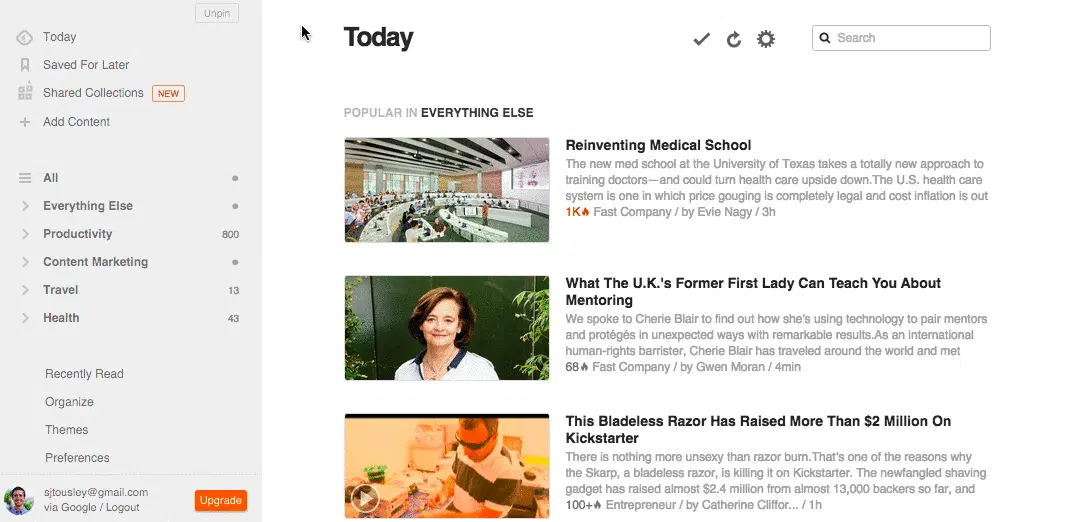 Unpin
Today
Saved For Later
Shared Collections NEW
Add Content
All
Everything Else
Productivity 800
Content Marketing
Travel 13
Health 43
Recently Read
Organize
Themes
Preferences
sjtousley@gmail.com
via Google / Logout
Upgrade
Today
Search
POPULAR IN EVERYTHING ELSE
Reinventing Medical School
The new med school at the University of Texas takes a totally new approach to
training doctors—and could turn health care upside down.The U.S. health care
system is one in which price gouging is completely legal and cost inflation is out
1K Fast Company / by Evie Nagy / 3h
What The U.K.'s Former First Lady Can Teach You About
Mentoring
We spoke to Cherie Blair to find out how she's using technology to pair mentors
and protégés in unexpected ways with remarkable results.As an international
human-rights barrister, Cherie Blair has traveled around the world and met
68 Fast Company / by Gwen Moran / 4min
This Bladeless Razor Has Raised More Than $2 Million On
Kickstarter
There is nothing more unsexy than razor burn.That's one of the reasons why
the Skarp, a bladeless razor, is killing it on Kickstarter. The newfangled shaving
gadget has raised almost $2.4 million from almost 13,000 backers so far, and
100+ Entrepreneur / by Catherine Cliffor... / 1h